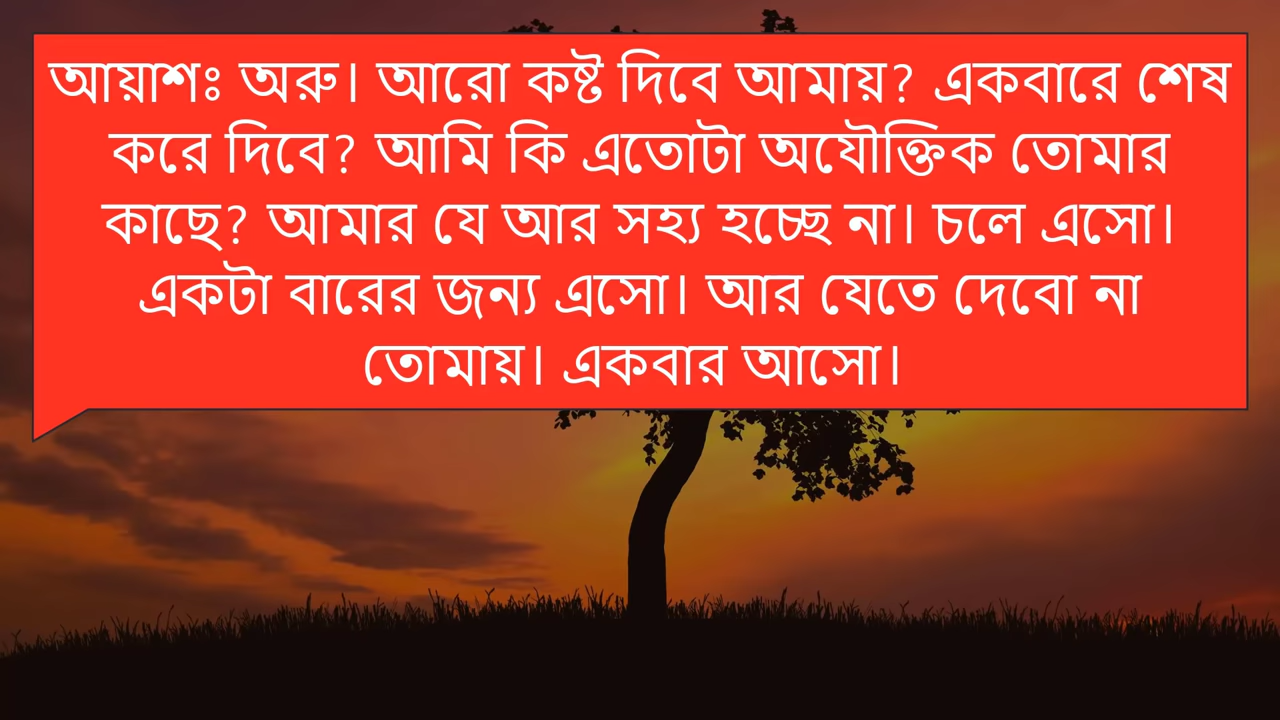 আয়াশঃ অরু। আরো কষ্ট দিবে আমায়? একবারে শেষ
করে দিবে? আমি কি এতোটা অযৌক্তিক তোমার
কাছে? আমার যে আর সহ্য হচ্ছে না। চলে এসো।
একটা বারের জন্য এসো। আর যেতে দেবো না
তোমায়। একবার আসো।